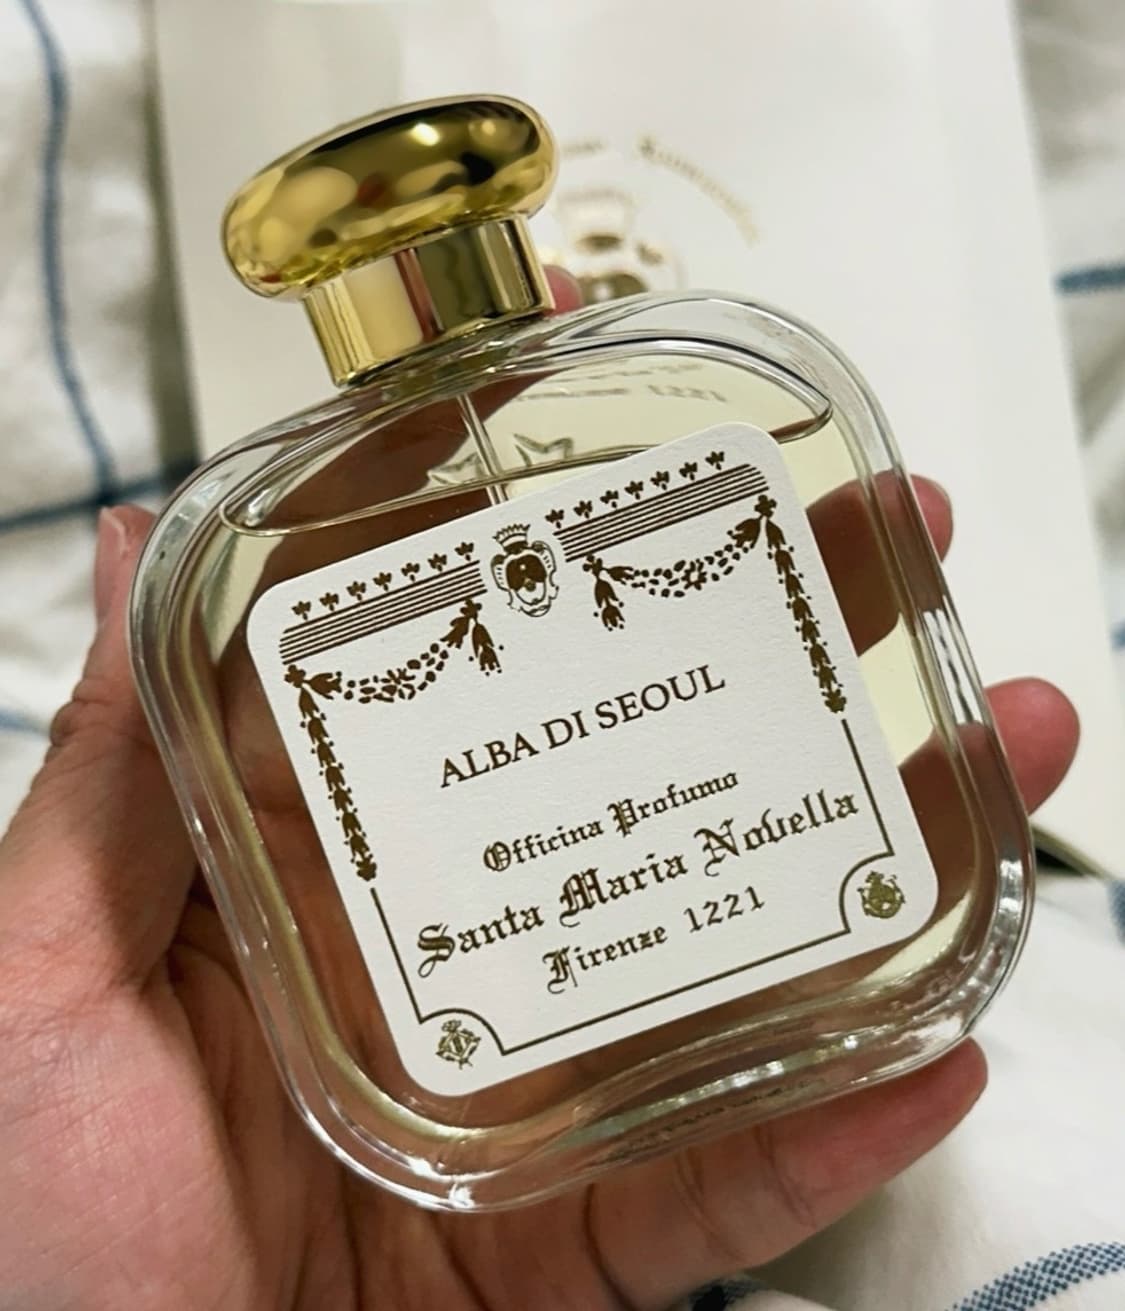 ALBA DI SEOUL
Officina Profumo
Santa Maria Novella
Firenze 1221